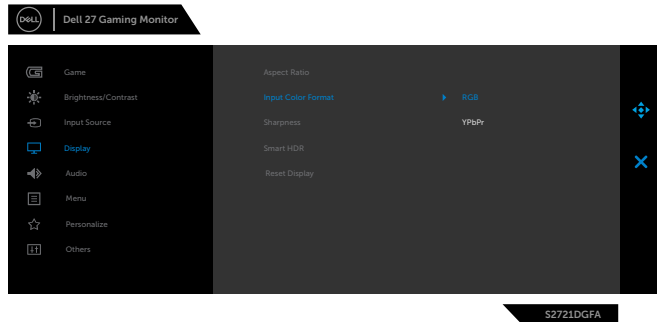 DELL
Dell 27 Gaming Monitor
Game
Aspect Ratio
Brightness/Contrast
Input Color Format
RGB
Input Source
Sharpness
YPbPr
Display
Smart HDR
Audio
Reset Display
Menu
Personalize
Others
S2721DGFA